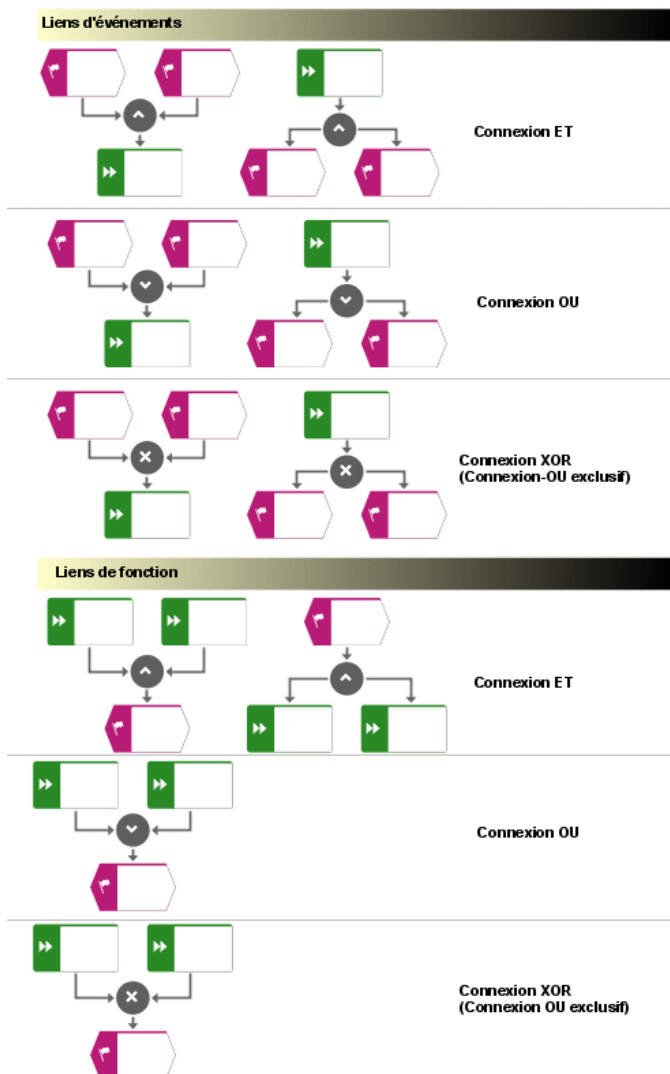 Liens d'événements
Connexion ET
Connexion OU
Connexion XOR
(Connexion-OU exclusif)
Liens de fonction
Connexion ET
Connexion OU
Connexion XOR
(Connexion OU exclusif)